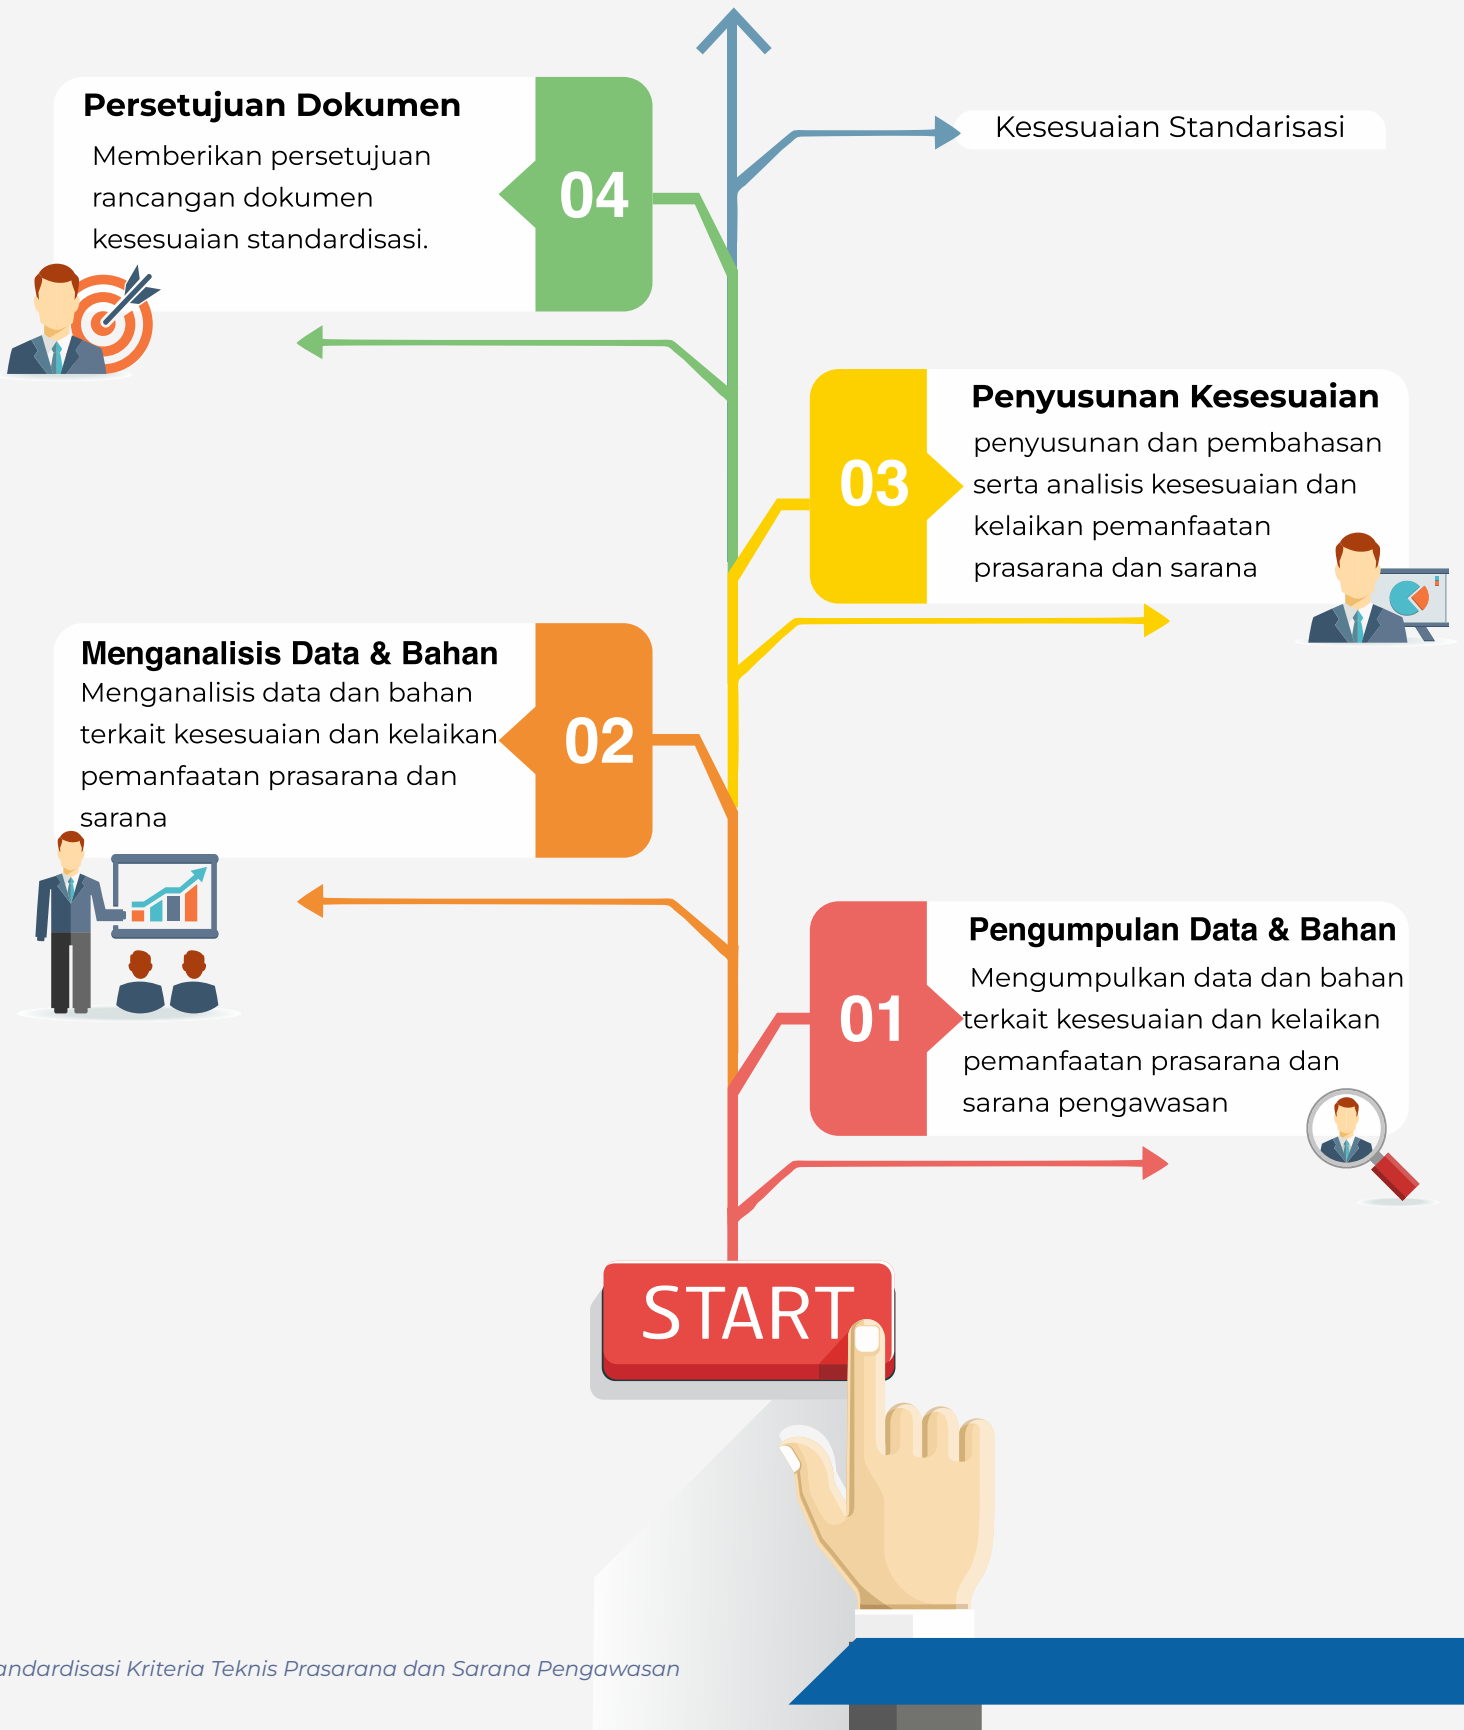 Persetujuan Dokumen
Memberikan persetujuan
rancangan dokumen
kesesuaian standardisasi.
04
Kesesuaian Standarisasi
03
Penyusunan Kesesuaian
penyusunan dan pembahasan
serta analisis kesesuaian dan
kelaikan pemanfaatan
prasarana dan sarana
Menganalisis Data & Bahan
Menganalisis data dan bahan
terkait kesesuaian dan kelaikan
pemanfaatan prasarana dan
sarana
02
01
Pengumpulan Data & Bahan
Mengumpulkan data dan bahan
terkait kesesuaian dan kelaikan
pemanfaatan prasarana dan
sarana pengawasan
START
andardisasi Kriteria Teknis Prasarana dan Sarana Pengawasan